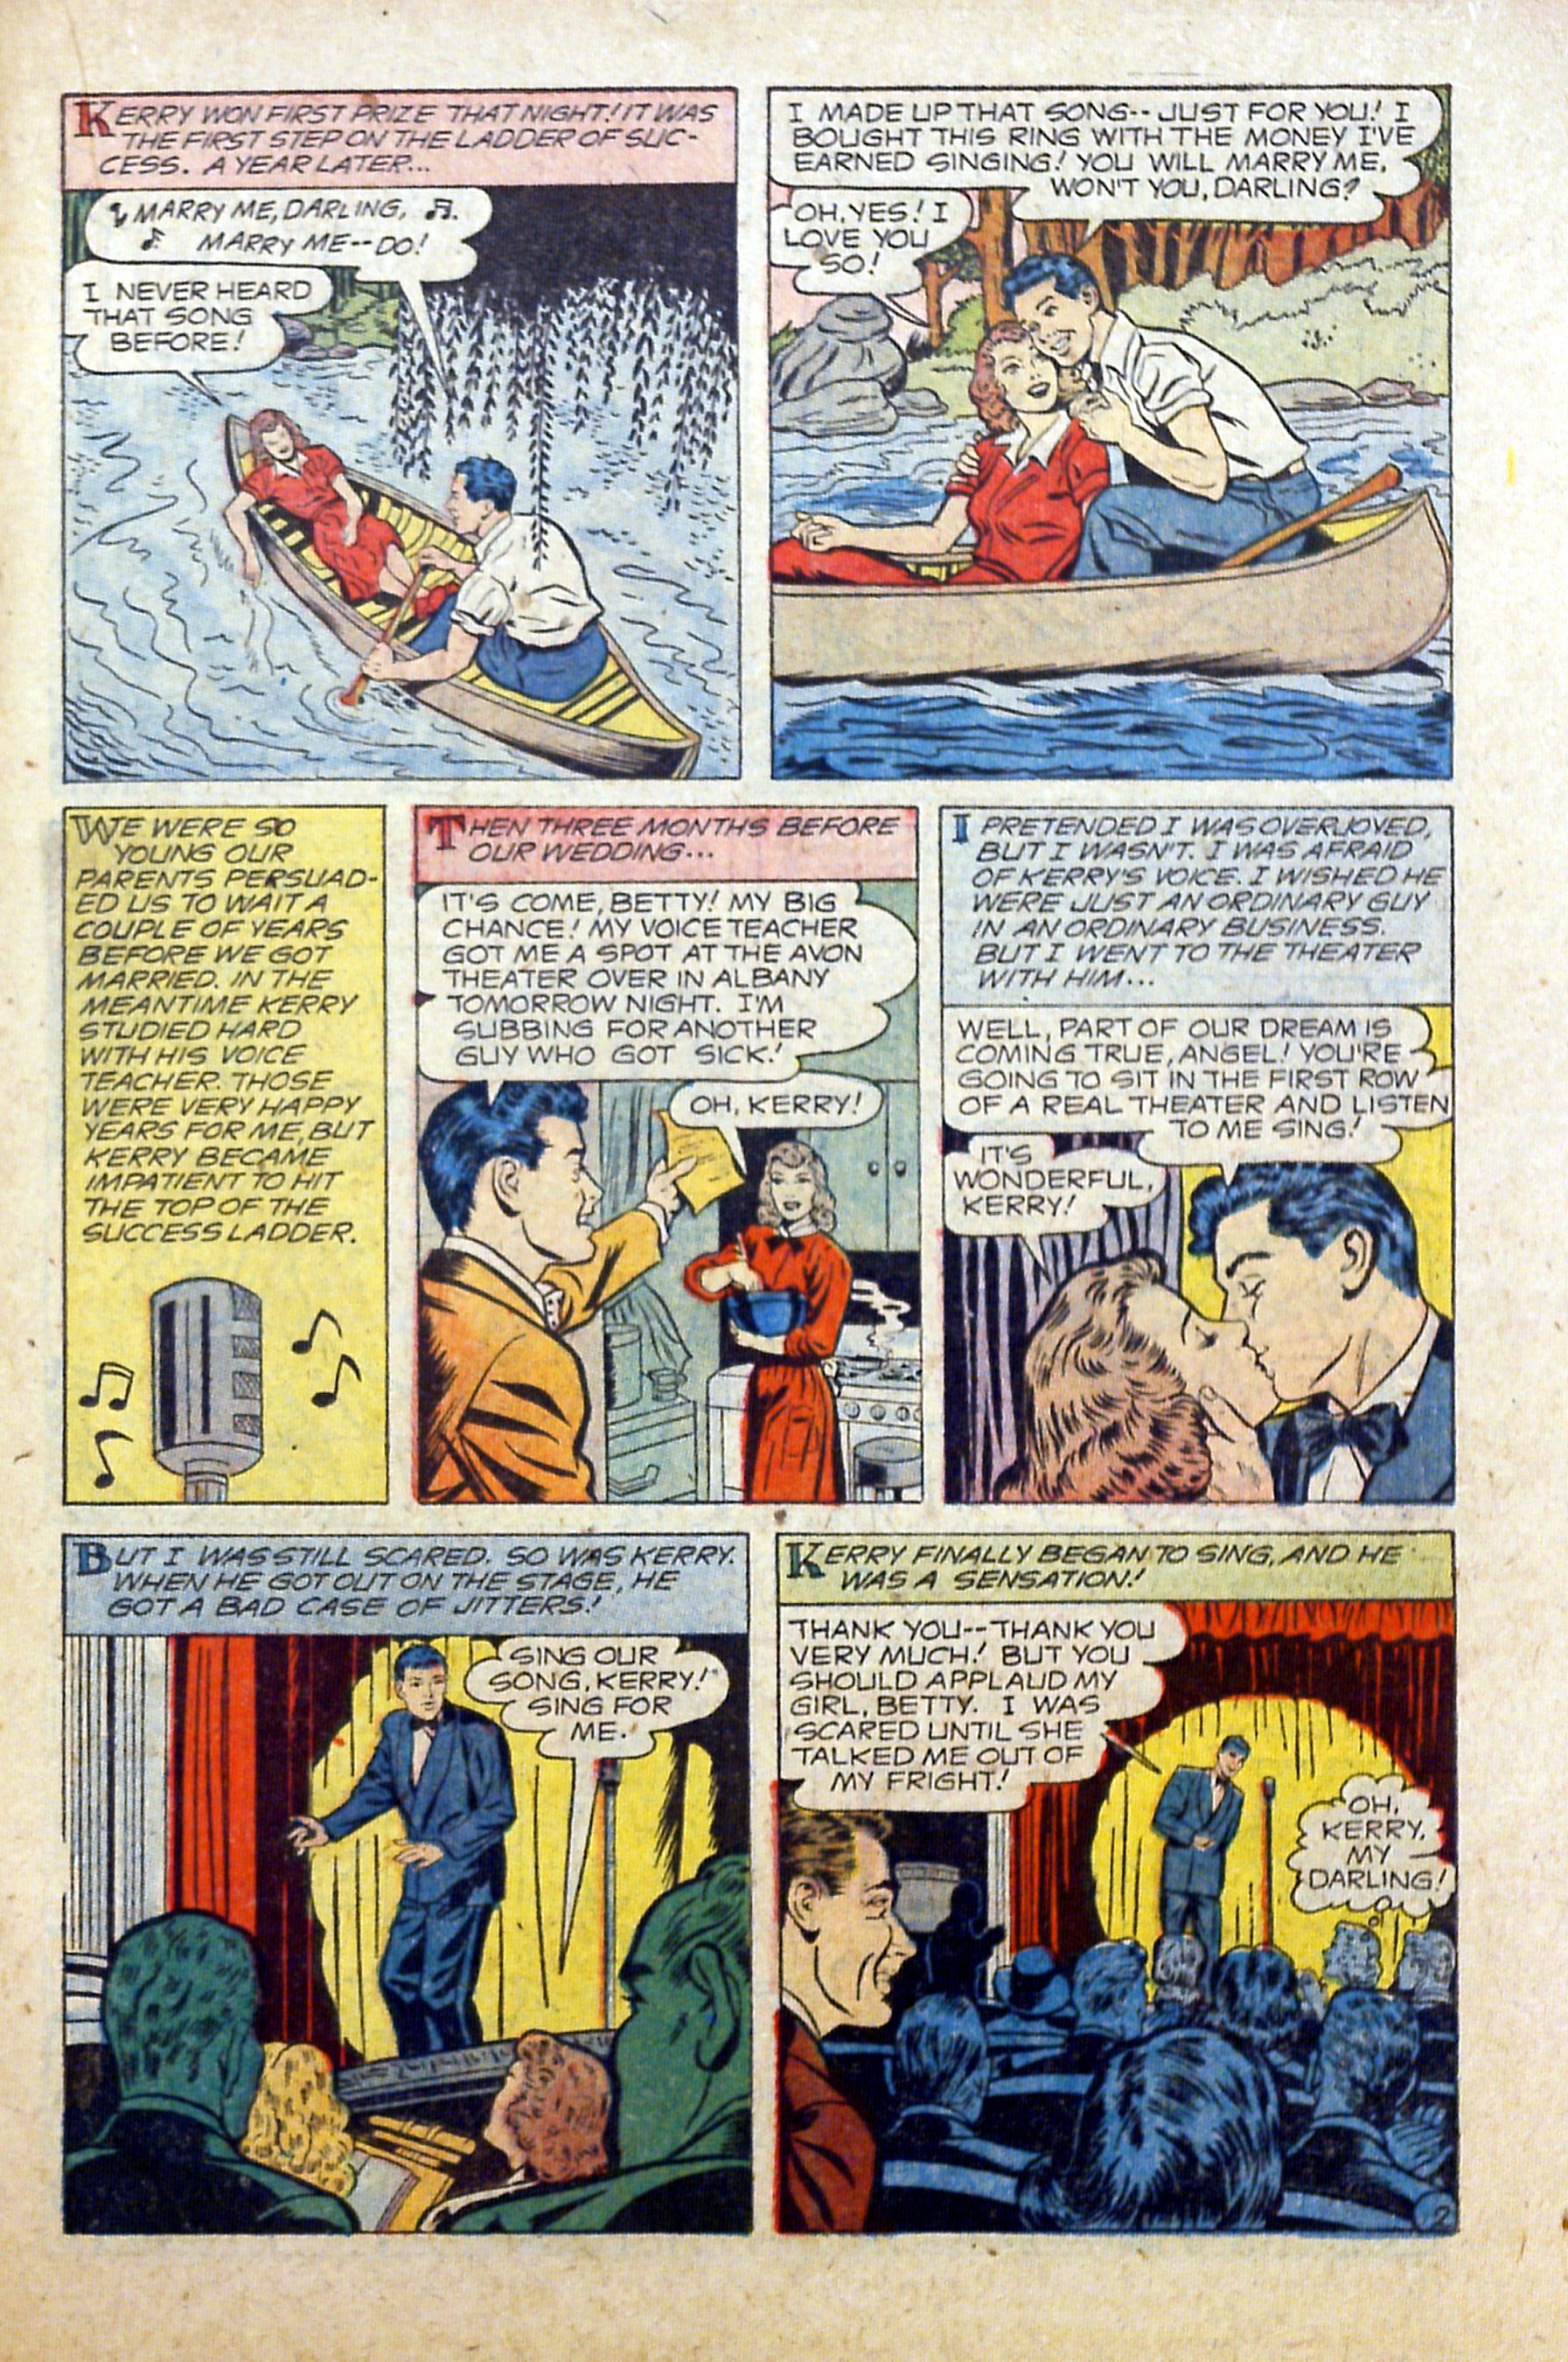 KERRY WON FIRST PRIZE THAT NIGHT! IT WAS
THE FIRST STEP ON THE LADDER OF SUC-
CESS. A YEAR LATER...
♪ MARRY ME, DARLING, ♫
♪ MARRY ME--DO!
I NEVER HEARD
THAT SONG
BEFORE!
I MADE UP THAT SONG--JUST FOR YOU! I
BOUGHT THIS RING WITH THE MONEY I'VE
EARNED SINGING! YOU WILL MARRY ME,
WON'T YOU, DARLING?
OH, YES! I
LOVE YOU
SO!
WE WERE SO
YOUNG OUR
PARENTS PERSUAD-
ED US TO WAIT A
COUPLE OF YEARS
BEFORE WE GOT
MARRIED. IN THE
MEANTIME KERRY
STUDIED HARD
WITH HIS VOICE
TEACHER. THOSE
WERE VERY HAPPY
YEARS FOR ME, BUT
KERRY BECAME
IMPATIENT TO HIT
THE TOP OF THE
SUCCESS LADDER.
THEN THREE MONTHS BEFORE
OUR WEDDING...
IT'S COME, BETTY! MY BIG
CHANCE! MY VOICE TEACHER
GOT ME A SPOT AT THE AVON
THEATER OVER IN ALBANY
TOMORROW NIGHT. I'M
SUBBING FOR ANOTHER
GUY WHO GOT SICK!
OH, KERRY!
I PRETENDED I WAS OVERJOYED,
BUT I WASN'T. I WAS AFRAID
OF KERRY'S VOICE. I WISHED HE
WERE JUST AN ORDINARY GUY
IN AN ORDINARY BUSINESS.
BUT I WENT TO THE THEATER
WITH HIM...
WELL, PART OF OUR DREAM IS
COMING TRUE, ANGEL! YOU'RE
GOING TO SIT IN THE FIRST ROW
OF A REAL THEATER AND LISTEN
TO ME SING!
IT'S
WONDERFUL,
KERRY!
BUT I WAS STILL SCARED. SO WAS KERRY.
WHEN HE GOT OUT ON THE STAGE, HE
GOT A BAD CASE OF JITTERS!
SING OUR
SONG, KERRY!
SING FOR
ME.
KERRY FINALLY BEGAN TO SING, AND HE
WAS A SENSATION!
THANK YOU--THANK YOU
VERY MUCH! BUT YOU
SHOULD APPLAUD MY
GIRL, BETTY. I WAS
SCARED UNTIL SHE
TALKED ME OUT OF
MY FRIGHT!
OH,
KERRY,
MY
DARLING!
2